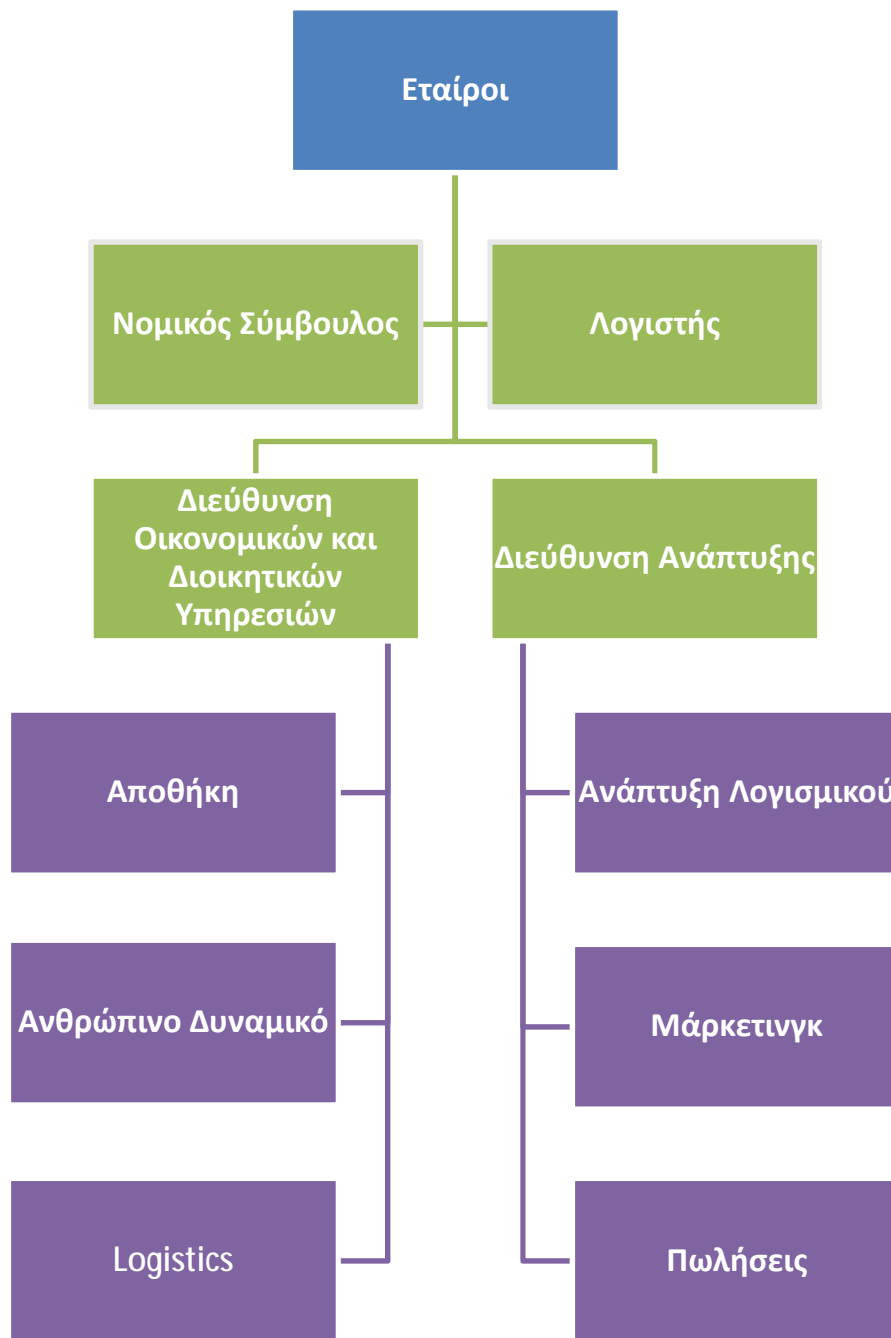 Εταίροι
Νομικός Σύμβουλος
Λογιστής
Διεύθυνση
Οικονομικών και
Διοικητικών
Υπηρεσιών
Διεύθυνση Ανάπτυξης
Αποθήκη
Ανάπτυξη Λογισμικού
Ανθρώπινο Δυναμικό
Μάρκετινγκ
Logistics
Πωλήσεις